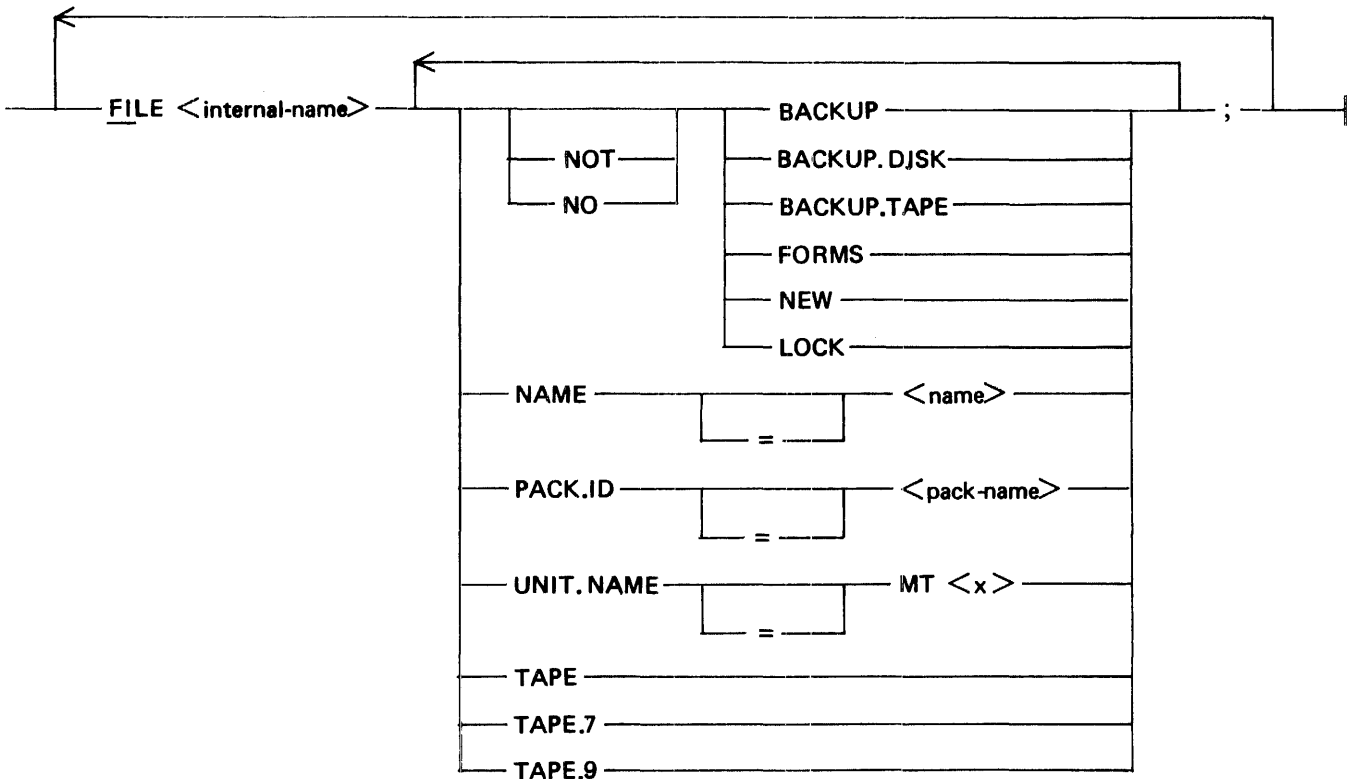 FILE <internal-name> BACKUP ;
NOT BACKUP.DISK
NO BACKUP.TAPE
FORMS
NEW
LOCK
NAME <name>
=
PACK.ID <pack-name>
=
UNIT.NAME MT <x>
=
TAPE
TAPE.7
TAPE.9